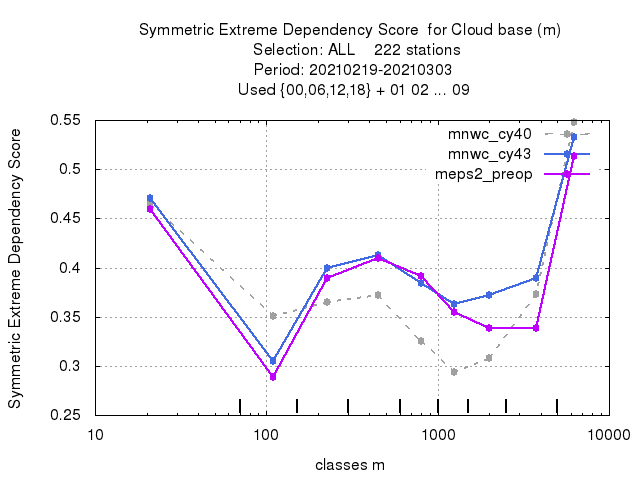 Symmetric Extreme Dependency Score  for Cloud base (m)
Selection: ALL    222 stations
Period: 20210219-20210303
Used {00,06,12,18} + 01 02 ... 09
Symmetric Extreme Dependency Score
0.55
0.5
0.45
0.4
0.35
0.3
0.25
mnwc_cy40
mnwc_cy43
meps2_preop
10 100 1000 10000
classes m